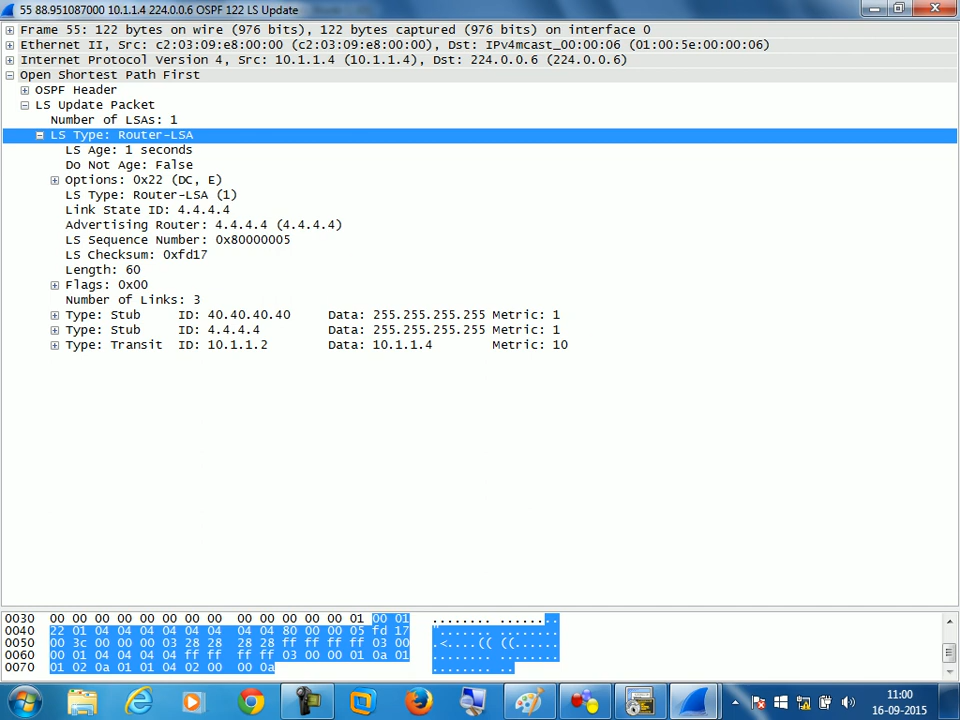 55 88.951087000 10.1.1.4 224.0.0.6 OSPF 122 LS Update
Frame 55: 122 bytes on wire (976 bits), 122 bytes captured (976 bits) on interface 0
Ethernet II, Src: c2:03:09:e8:00:00 (c2:03:09:e8:00:00), Dst: IPv4mcast_00:00:06 (01:00:5e:00:00:06)
Internet Protocol Version 4, Src: 10.1.1.4 (10.1.1.4), Dst: 224.0.0.6 (224.0.0.6)
Open Shortest Path First
OSPF Header
LS Update Packet
Number of LSAs: 1
LS Type: Router-LSA
LS Age: 1 seconds
Do Not Age: False
Options: 0x22 (DC, E)
LS Type: Router-LSA (1)
Link State ID: 4.4.4.4
Advertising Router: 4.4.4.4 (4.4.4.4)
LS Sequence Number: 0x80000005
LS Checksum: 0xfd17
Length: 60
Flags: 0x00
Number of Links: 3
Type: Stub ID: 40.40.40.40 Data: 255.255.255.255 Metric: 1
Type: Stub ID: 4.4.4.4 Data: 255.255.255.255 Metric: 1
Type: Transit ID: 10.1.1.2 Data: 10.1.1.4 Metric: 10
0030 00 00 00 00 00 00 00 00 00 00 00 00 00 01 00 01 ........ ........
0040 22 01 04 04 04 04 04 04 04 04 80 00 00 05 fd 17 "....... ........
0050 00 3c 00 00 00 03 28 28 28 28 ff ff ff ff 03 00 .<....(( ((......
0060 00 01 04 04 04 04 ff ff ff ff 03 00 00 01 0a 01 ........ ........
0070 01 02 0a 01 01 04 02 00 00 0a ........ ..
11:00
16-09-2015